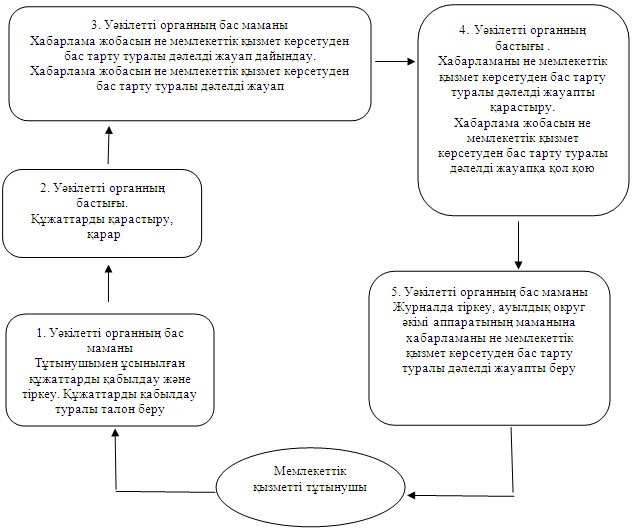 3. Уәкілетті органның бас маманы
Хабарлама жобасын не мемлекеттік қызмет көрсетуден
бас тарту туралы дәлелді жауап дайындау.
Хабарлама жобасын не мемлекеттік қызмет көрсетуден
бас тарту туралы дәлелді жауап
4. Уәкілетті органның
бастығы .
Хабарламаны не мемлекеттік
қызмет көрсетуден бас тарту
туралы дәлелді жауапты
қарастыру.
Хабарлама жобасын не
мемлекеттік қызмет
көрсетуден бас тарту туралы
дәлелді жауапқа қол қою
2. Уәкілетті органның
бастығы.
Құжаттарды қарастыру,
қарар
5. Уәкілетті органның бас маманы
Журналда тіркеу, ауылдық округ
әкімі аппаратының маманына
хабарламаны не мемлекеттік
қызмет көрсетуден бас тарту
туралы дәлелді жауапты беру
1. Уәкілетті органның бас
маманы
Тұтынушымен ұсынылған
құжаттарды қабылдау және
тіркеу. Құжаттарды қабылдау
туралы талон беру
Мемлекеттік
қызметті тұтынушы